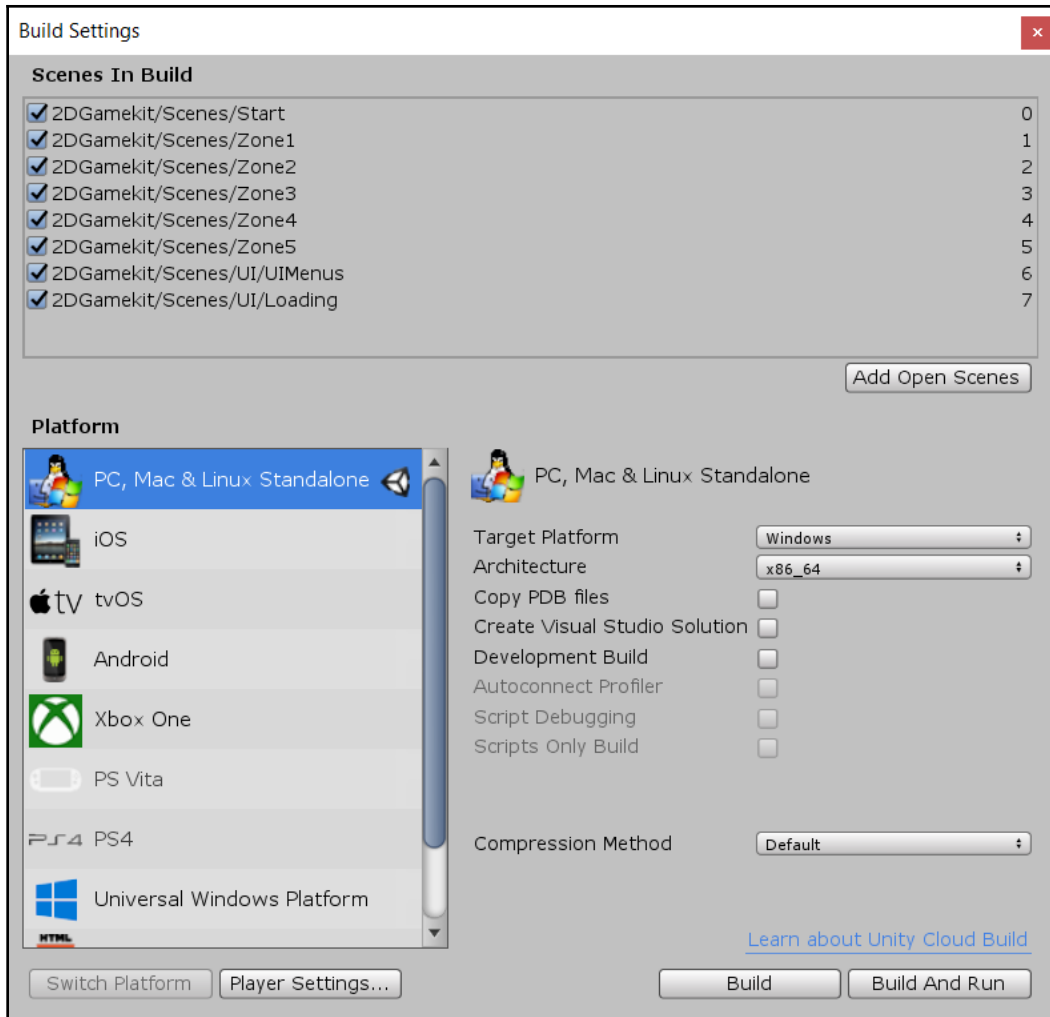 Build Settings
Scenes In Build
2DGamekit/Scenes/Start 0
2DGamekit/Scenes/Zone1 1
2DGamekit/Scenes/Zone2 2
2DGamekit/Scenes/Zone3 3
2DGamekit/Scenes/Zone4 4
2DGamekit/Scenes/Zone5 5
2DGamekit/Scenes/UI/UIMenus 6
2DGamekit/Scenes/UI/Loading 7
Add Open Scenes
Platform
PC, Mac & Linux Standalone
iOS
tv tvOS
Android
Xbox One
PS Vita
PS4 PS4
Universal Windows Platform
HTML
PC, Mac & Linux Standalone
Target Platform Windows
Architecture x86_64
Copy PDB files
Create Visual Studio Solution
Development Build
Autoconnect Profiler
Script Debugging
Scripts Only Build
Compression Method Default
Learn about Unity Cloud Build
Switch Platform Player Settings... Build Build And Run